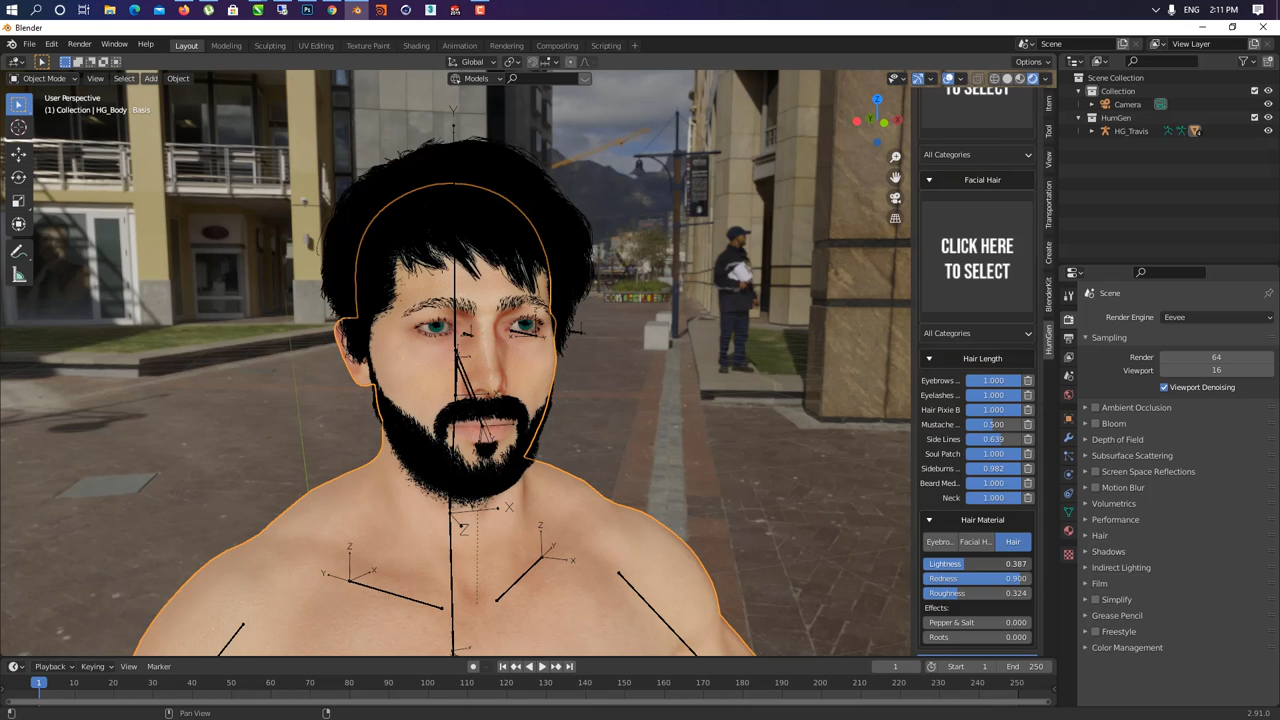 ENG
2:11 PM
Blender
File Edit Render Window Help
Layout Modeling Sculpting UV Editing Texture Paint Shading Animation Rendering Compositing Scripting +
Scene
View Layer
Global
Options
Object Mode View Select Add Object
Models
User Perspective
(1) Collection | HG_Body : Basis
TO SELECT
All Categories
Facial Hair
CLICK HERE
TO SELECT
All Categories
Hair Length
Eyebrows ... 1.000
Eyelashes ... 1.000
Hair Pixie B 1.000
Mustache ... 0.500
Side Lines 0.639
Soul Patch 1.000
Sideburns ... 0.982
Beard Med... 1.000
Neck 1.000
Hair Material
Eyebro... Facial H... Hair
Lightness 0.387
Redness 0.900
Roughness 0.324
Effects:
Pepper & Salt 0.000
Roots 0.000
Item
Tool
View
Transportation
Create
BlenderKit
HumGen
Scene Collection
Collection
Camera
HumGen
HG_Travis
Scene
Render Engine Eevee
Sampling
Render 64
Viewport 16
Viewport Denoising
Ambient Occlusion
Bloom
Depth of Field
Subsurface Scattering
Screen Space Reflections
Motion Blur
Volumetrics
Performance
Hair
Shadows
Indirect Lighting
Film
Simplify
Grease Pencil
Freestyle
Color Management
Y
Z
X
Y
X
Z
Z
Y
X
Z
Y
X
Playback Keying View Marker
1 Start 1 End 250
1 10 20 30 40 50 60 70 80 90 100 110 120 130 140 150 160 170 180 190 200 210 220 230 240 250
Pan View
2.91.0